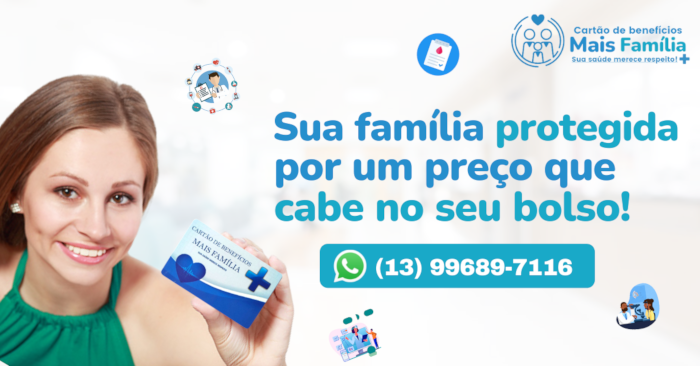 Cartão de benefícios
Mais Família
Sua saúde merece respeito!
Sua família protegida
por um preço que
cabe no seu bolso!
(13) 99689-7116
CARTÃO DE BENEFÍCIOS
MAIS FAMÍLIA